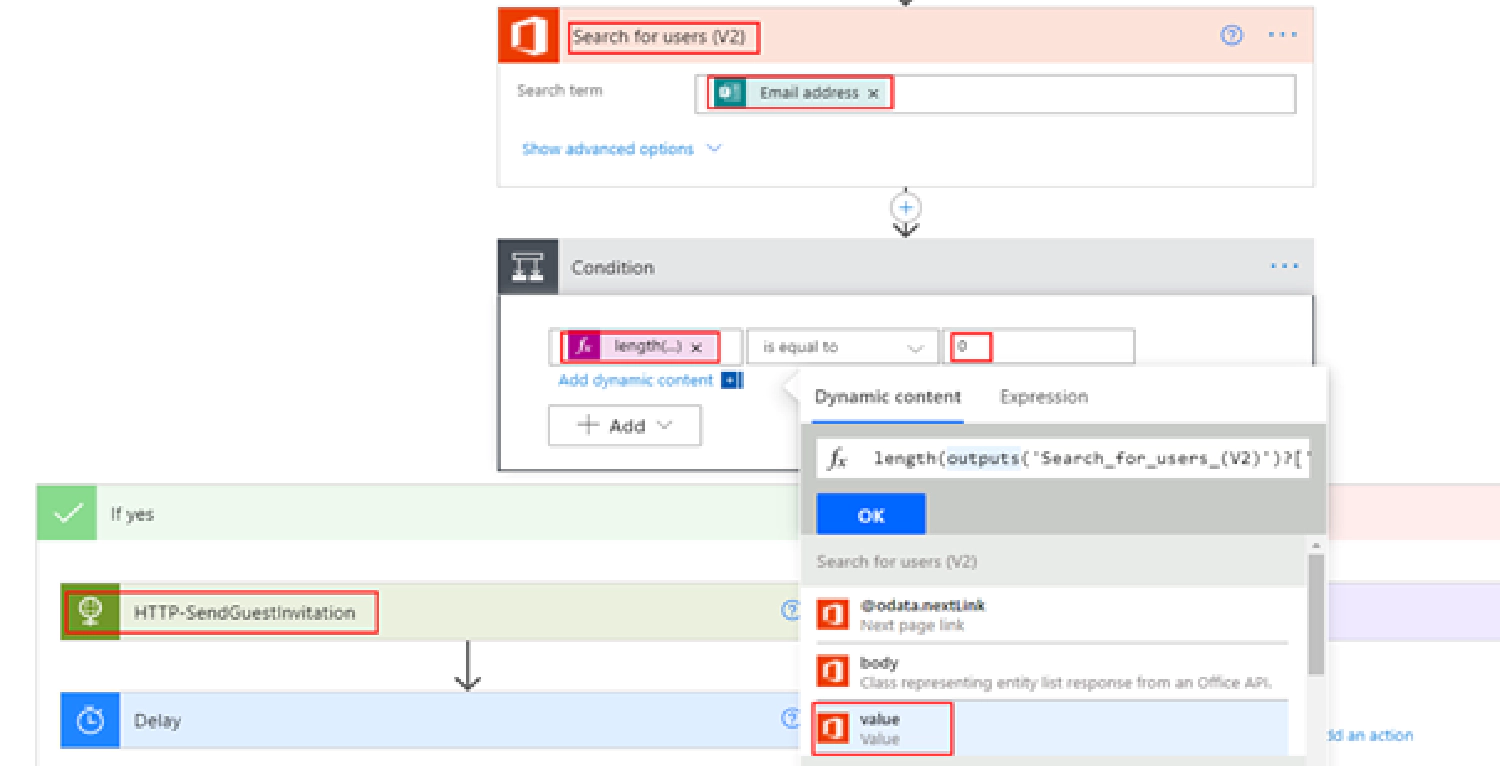 Search for users (V2)
Search term
Email address ×
Show advanced options
Condition
fx length(...) ×
is equal to
0
Add dynamic content
Add
Dynamic content
Expression
fx length(outputs('Search_for_users_(V2)')?['
OK
If yes
Search for users (V2)
HTTP-SendGuestInvitation
@odata.nextLink
Next page link
body
Class representing entity list response from an Office API.
Delay
value
Value
dd an action